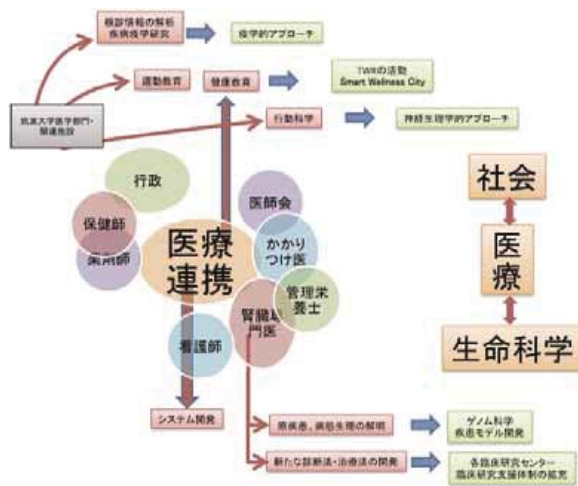 検診情報の解析
疾病疫学研究
疫学的アプローチ
運動教育
健康教育
TWRの活動
Smart Wellness City
筑波大学医学部門・
関連施設
行動科学
神経生理学的アプローチ
行政
保健師
薬剤師
医療
連携
医師会
かかり
つけ医
管理栄
養士
腎臓専
門医
看護師
社会
医療
生命科学
システム開発
原疾患、病態生理の解明
ゲノム科学
疾患モデル開発
新たな診断法・治療法の開発
各臨床研究センター
臨床研究支援体制の拡充